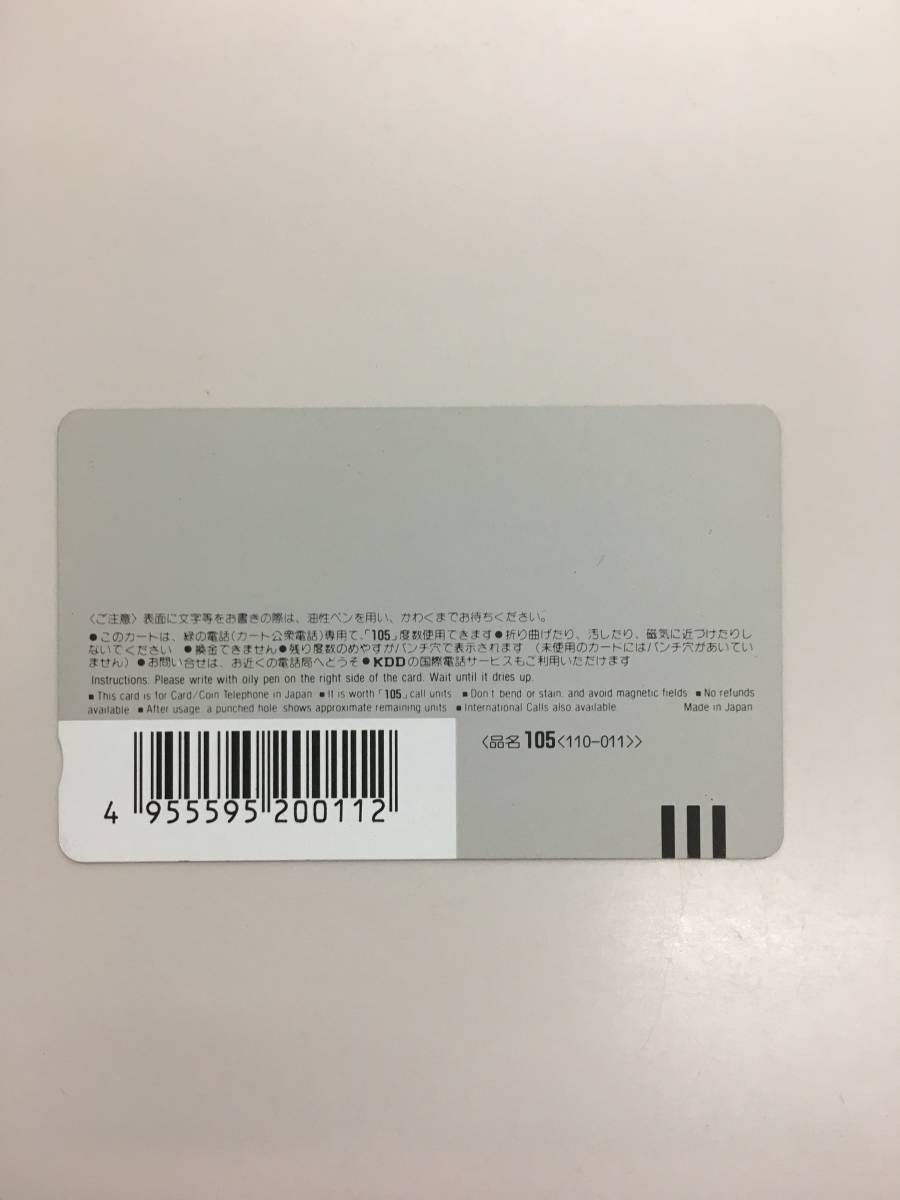 〈ご注意〉表面に文字等をお書きの際は、油性ペンを用い、かわくまでお待ちください。
●このカードは、緑の電話(カード公衆電話)専用で、「105」度数使用できます●折り曲げたり、汚したり、磁気に近づけたりし
ないでください ●換金できません●残り度数のめやすがパンチ穴で表示されます (未使用のカードにはパンチ穴があいてい
ません)●お問い合せは、お近くの電話局へどうぞ●KDDの国際電話サービスもご利用いただけます
Instructions: Please write with oily pen on the right side of the card. Wait until it dries up.
■This card is for Card/Coin Telephone in Japan ■It is worth「105」call units ■Don't bend or stain, and avoid magnetic fields ■No refunds
available ■After usage, a punched hole shows approximate remaining units ■International Calls also available Made in Japan
〈品名105<110-011>〉
4 955595 200112